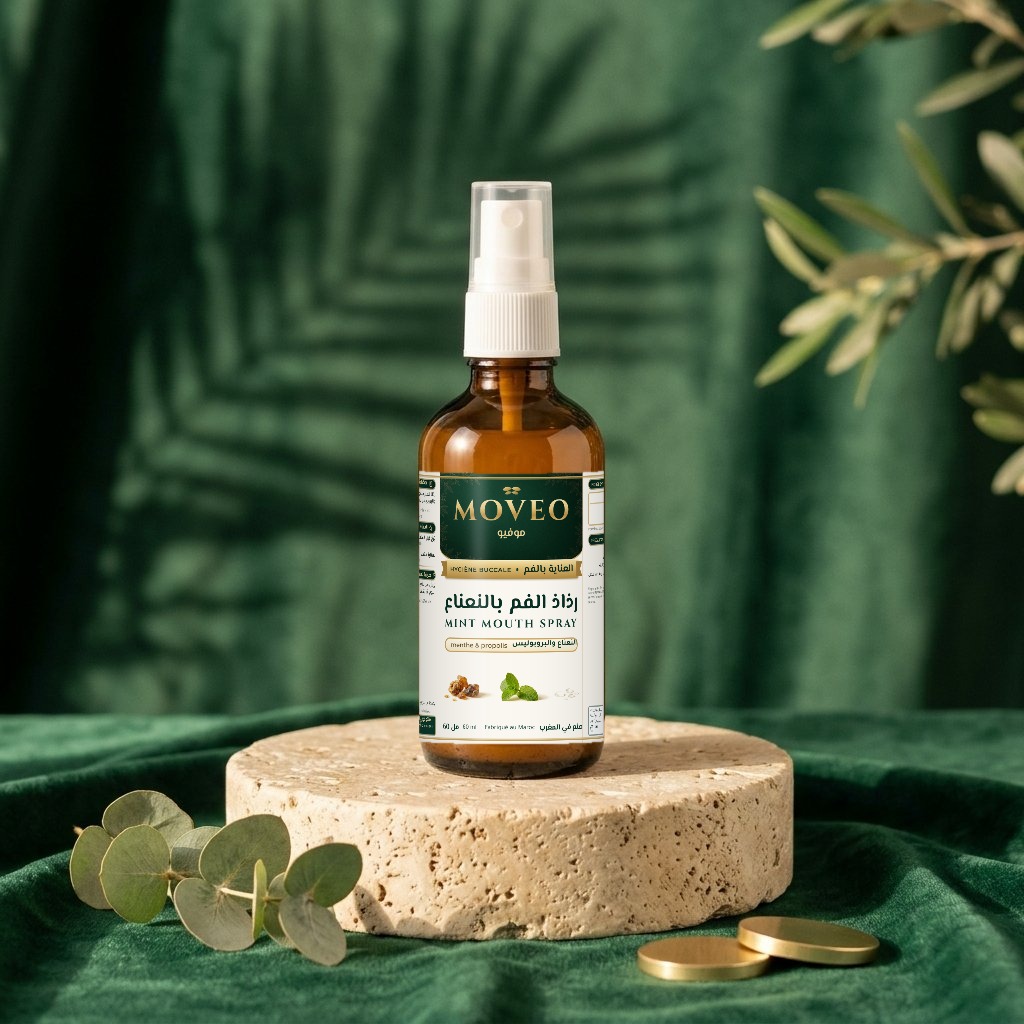 MOVEO
موفيو
HYGIÈNE BUCCALE • العناية بالفم
رذاذ الفم بالنعناع
MINT MOUTH SPRAY
menthe & propolis النعناع والبروبوليس
60 مل 60 ml Fabriqué au Maroc صنع في المغرب